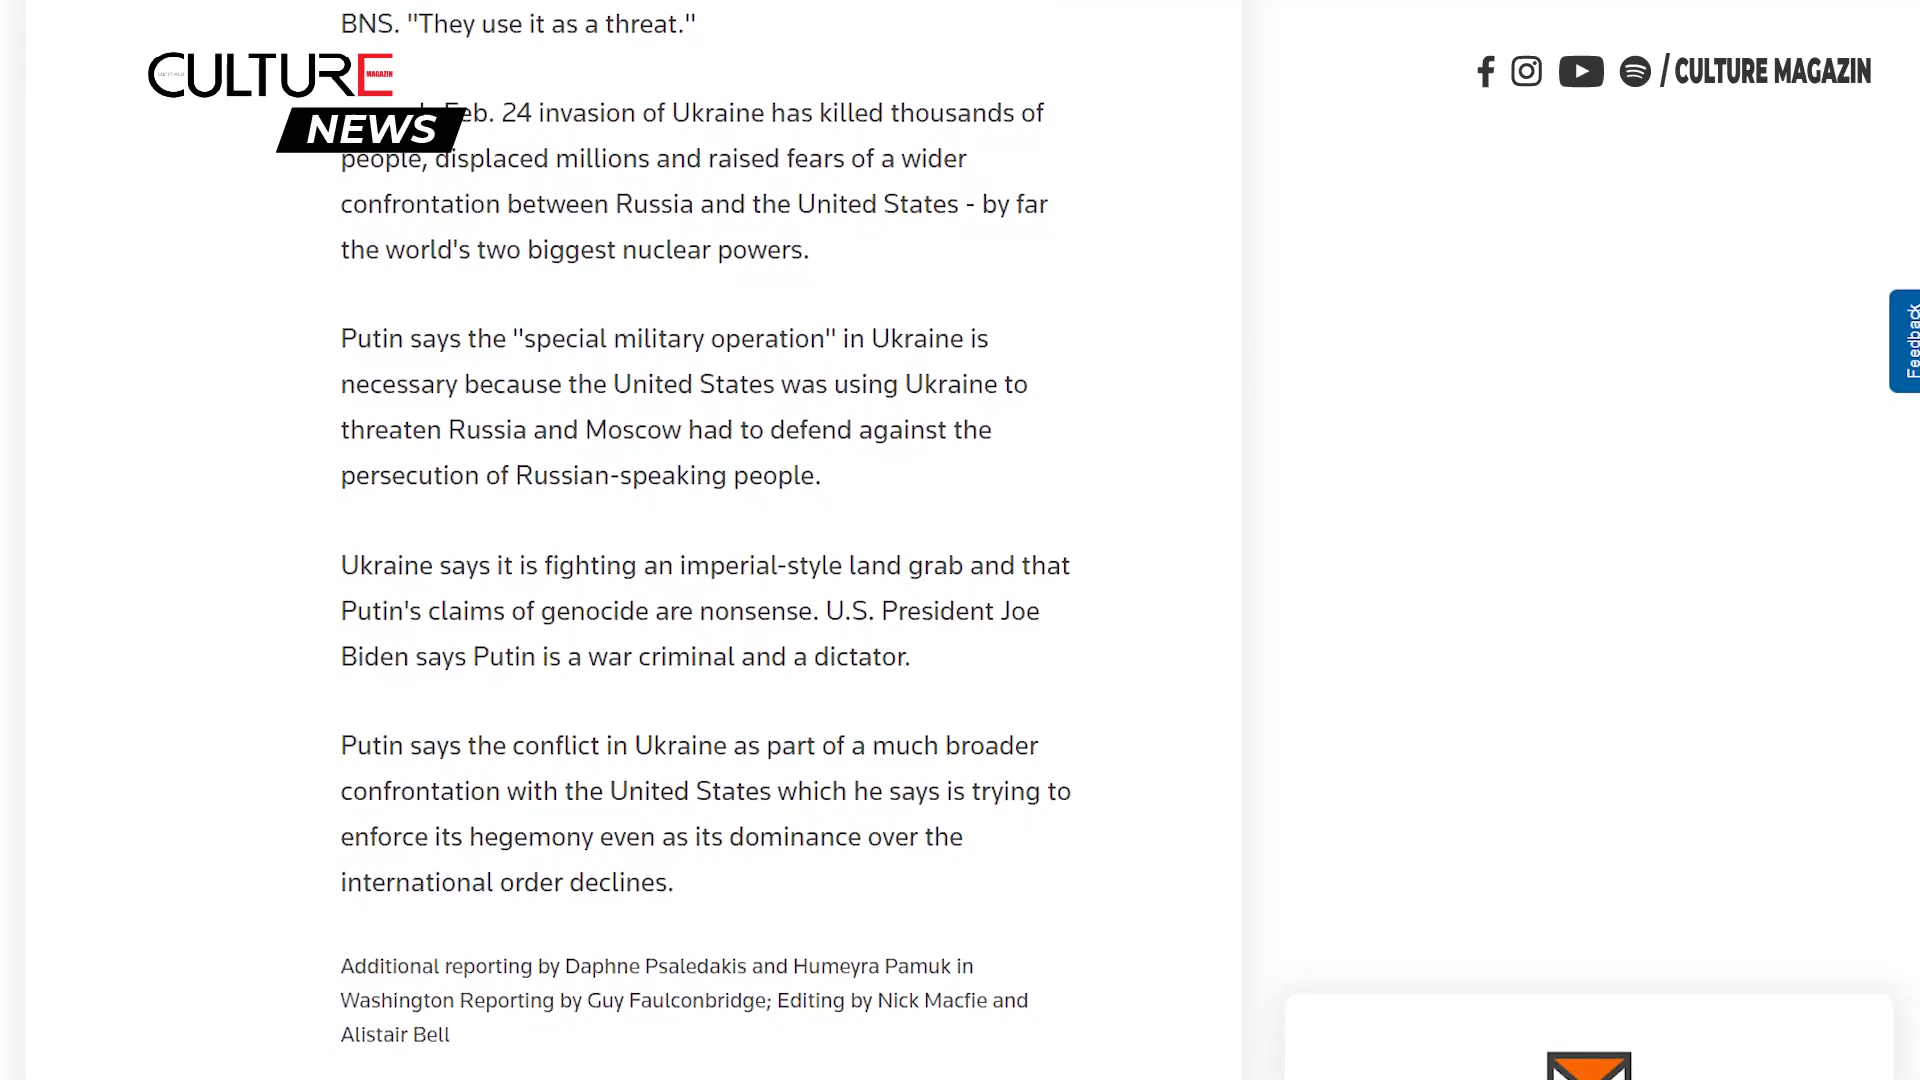 BNS. "They use it as a threat."
CULTURE
MAGAZIN
NEWS
/ CULTURE MAGAZIN
Feb. 24 invasion of Ukraine has killed thousands of
people, displaced millions and raised fears of a wider
confrontation between Russia and the United States - by far
the world's two biggest nuclear powers.
Putin says the "special military operation" in Ukraine is
necessary because the United States was using Ukraine to
threaten Russia and Moscow had to defend against the
persecution of Russian-speaking people.
Feedback
Ukraine says it is fighting an imperial-style land grab and that
Putin's claims of genocide are nonsense. U.S. President Joe
Biden says Putin is a war criminal and a dictator.
Putin says the conflict in Ukraine as part of a much broader
confrontation with the United States which he says is trying to
enforce its hegemony even as its dominance over the
international order declines.
Additional reporting by Daphne Psaledakis and Humeyra Pamuk in
Washington Reporting by Guy Faulconbridge; Editing by Nick Macfie and
Alistair Bell